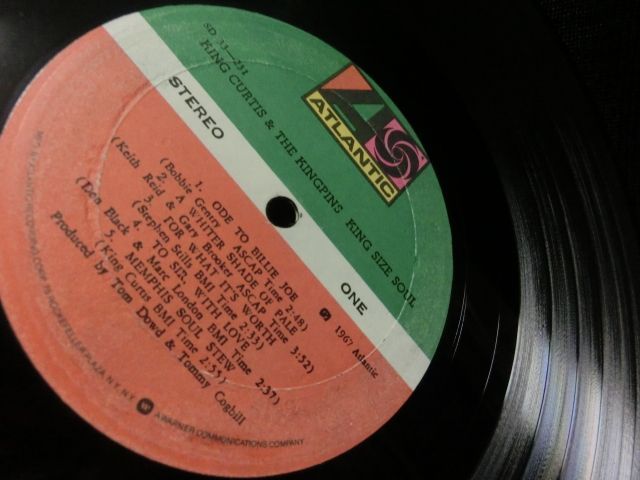 ATLANTIC
SD 33-231
KING CURTIS & THE KINGPINS KING SIZE SOUL
STEREO
ONE
℗ 1967 Atlantic
1. ODE TO BILLIE JOE
(Bobbie Gentry ASCAP Time 2:48)
2. A WHITER SHADE OF PALE
(Keith Reid & Gary Brooker ASCAP Time 3:52)
3. FOR WHAT IT'S WORTH
(Stephen Stills BMI Time 2:33)
4. TO SIR WITH LOVE
(Don Black & Marc London BMI Time 2:37)
5. MEMPHIS SOUL STEW
(King Curtis BMI Time 2:55)
Produced by Tom Dowd & Tommy Cogbill
ROCKEFELLER PLAZA, N.Y., N.Y.
W
A WARNER COMMUNICATIONS COMPANY